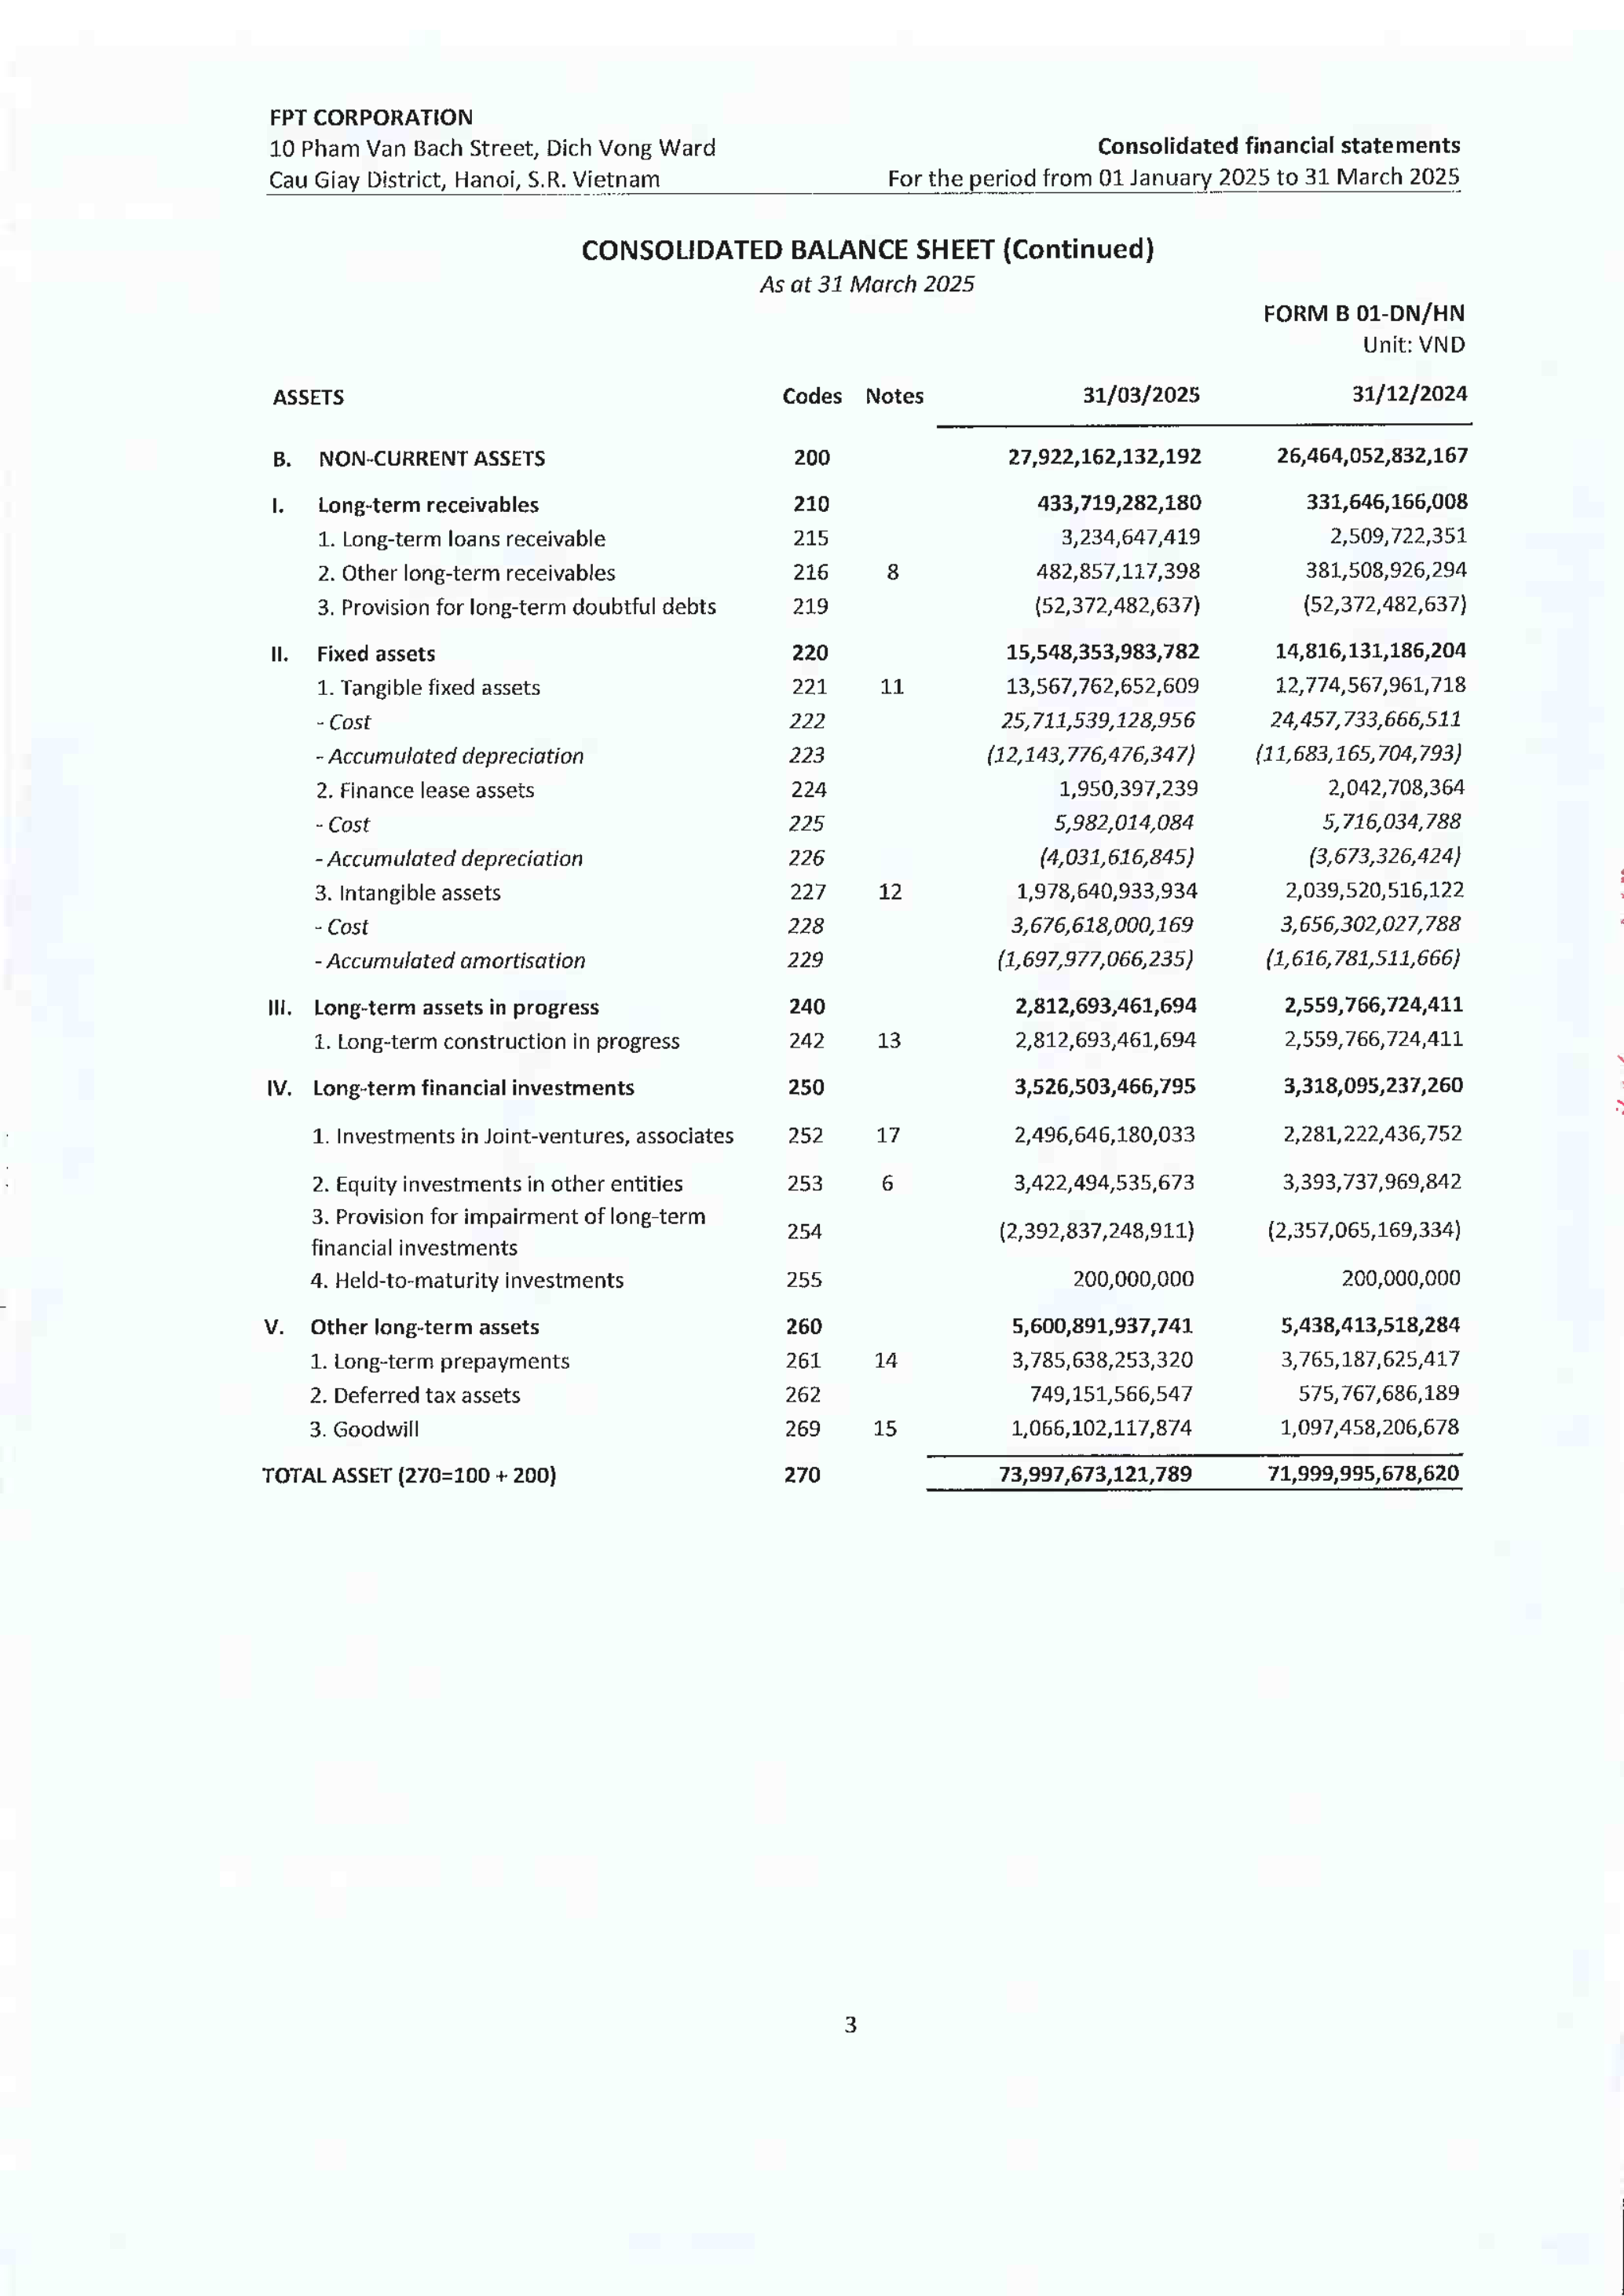 FPT CORPORATION
10 Pham Van Bach Street, Dich Vong Ward
Cau Giay District, Hanoi, S.R. Vietnam
Consolidated financial statements
For the period from 01 January 2025 to 31 March 2025
CONSOLIDATED BALANCE SHEET (Continued)
As at 31 March 2025
FORM B 01-DN/HN
Unit: VND
ASSETS Codes Notes 31/03/2025 31/12/2024
B. NON-CURRENT ASSETS 200 27,922,162,132,192 26,464,052,832,167
I. Long-term receivables 210 433,719,282,180 331,646,166,008
1. Long-term loans receivable 215 3,234,647,419 2,509,722,351
2. Other long-term receivables 216 8 482,857,117,398 381,508,926,294
3. Provision for long-term doubtful debts 219 (52,372,482,637) (52,372,482,637)
II. Fixed assets 220 15,548,353,983,782 14,816,131,186,204
1. Tangible fixed assets 221 11 13,567,762,652,609 12,774,567,961,718
- Cost 222 25,711,539,128,956 24,457,733,666,511
- Accumulated depreciation 223 (12,143,776,476,347) (11,683,165,704,793)
2. Finance lease assets 224 1,950,397,239 2,042,708,364
- Cost 225 5,982,014,084 5,716,034,788
- Accumulated depreciation 226 (4,031,616,845) (3,673,326,424)
3. Intangible assets 227 12 1,978,640,933,934 2,039,520,516,122
- Cost 228 3,676,618,000,169 3,656,302,027,788
- Accumulated amortisation 229 (1,697,977,066,235) (1,616,781,511,666)
III. Long-term assets in progress 240 2,812,693,461,694 2,559,766,724,411
1. Long-term construction in progress 242 13 2,812,693,461,694 2,559,766,724,411
IV. Long-term financial investments 250 3,526,503,466,795 3,318,095,237,260
1. Investments in Joint-ventures, associates 252 17 2,496,646,180,033 2,281,222,436,752
2. Equity investments in other entities 253 6 3,422,494,535,673 3,393,737,969,842
3. Provision for impairment of long-term
financial investments 254 (2,392,837,248,911) (2,357,065,169,334)
4. Held-to-maturity investments 255 200,000,000 200,000,000
V. Other long-term assets 260 5,600,891,937,741 5,438,413,518,284
1. Long-term prepayments 261 14 3,785,638,253,320 3,765,187,625,417
2. Deferred tax assets 262 749,151,566,547 575,767,686,189
3. Goodwill 269 15 1,066,102,117,874 1,097,458,206,678
TOTAL ASSET (270=100 + 200) 270 73,997,673,121,789 71,999,995,678,620
3